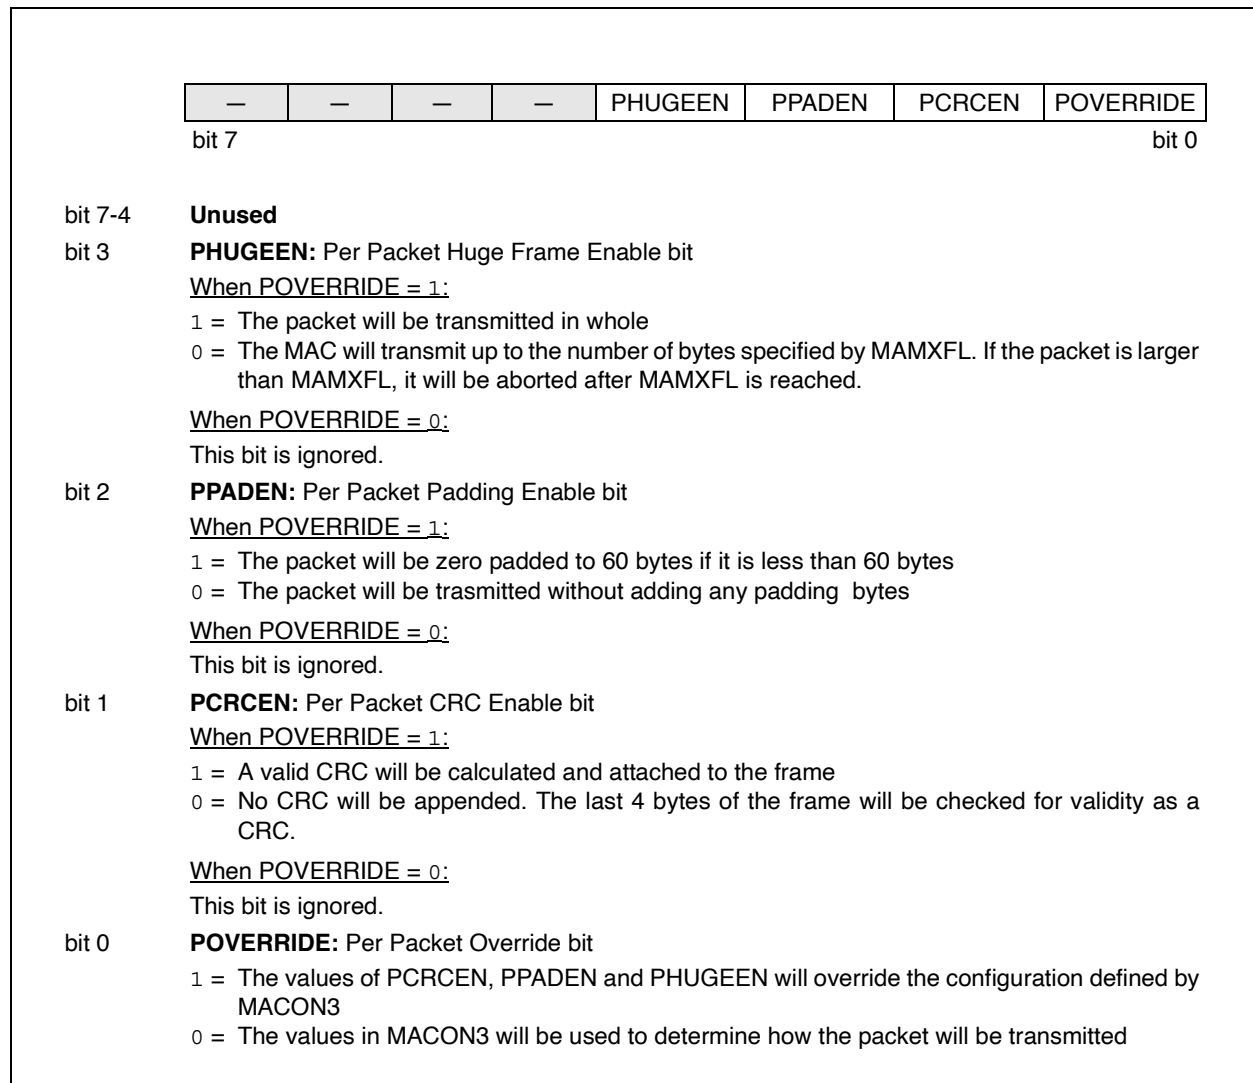 — — — — PHUGEEN PPADEN PCRCEN POVERRIDE
bit 7 bit 0
bit 7-4 Unused
bit 3 PHUGEEN: Per Packet Huge Frame Enable bit
When POVERRIDE = 1:
1 = The packet will be transmitted in whole
0 = The MAC will transmit up to the number of bytes specified by MAMXFL. If the packet is larger
than MAMXFL, it will be aborted after MAMXFL is reached.
When POVERRIDE = 0:
This bit is ignored.
bit 2 PPADEN: Per Packet Padding Enable bit
When POVERRIDE = 1:
1 = The packet will be zero padded to 60 bytes if it is less than 60 bytes
0 = The packet will be trasmitted without adding any padding bytes
When POVERRIDE = 0:
This bit is ignored.
bit 1 PCRCEN: Per Packet CRC Enable bit
When POVERRIDE = 1:
1 = A valid CRC will be calculated and attached to the frame
0 = No CRC will be appended. The last 4 bytes of the frame will be checked for validity as a
CRC.
When POVERRIDE = 0:
This bit is ignored.
bit 0 POVERRIDE: Per Packet Override bit
1 = The values of PCRCEN, PPADEN and PHUGEEN will override the configuration defined by
MACON3
0 = The values in MACON3 will be used to determine how the packet will be transmitted